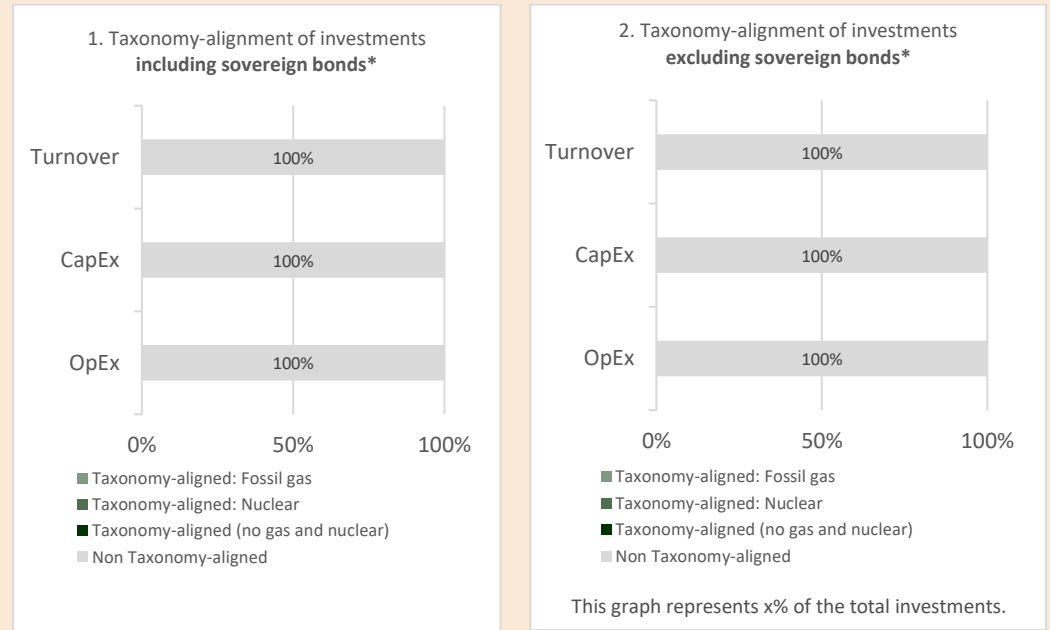 1. Taxonomy-alignment of investments
including sovereign bonds*
Turnover
100%
CapEx
100%
OpEx
100%
0%
50%
100%
Taxonomy-aligned: Fossil gas
Taxonomy-aligned: Nuclear
Taxonomy-aligned (no gas and nuclear)
Non Taxonomy-aligned
2. Taxonomy-alignment of investments
excluding sovereign bonds*
Turnover
100%
CapEx
100%
OpEx
100%
0%
50%
100%
Taxonomy-aligned: Fossil gas
Taxonomy-aligned: Nuclear
Taxonomy-aligned (no gas and nuclear)
Non Taxonomy-aligned
This graph represents x% of the total investments.